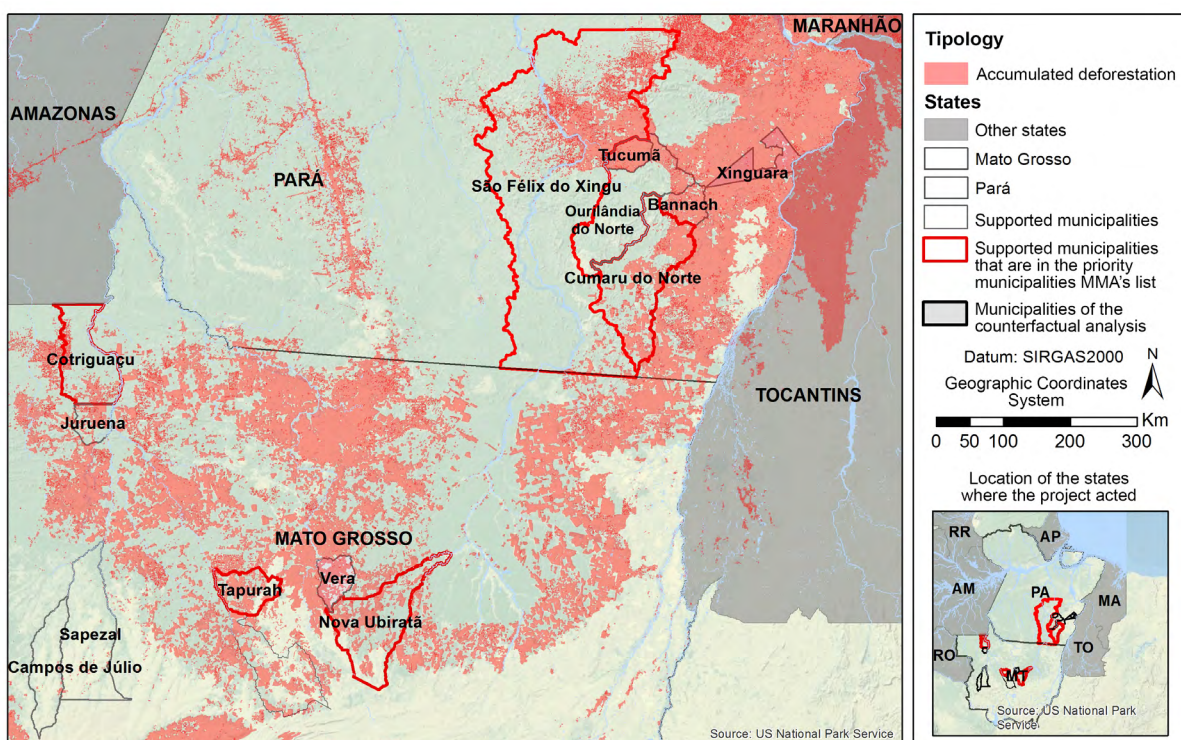 MARANHÃO
AMAZONAS
PARÁ
Tucumã
Xinguara
São Félix do Xingu
Bannach
Ourilândia
do Norte
Cumaru do Norte
Cotriguaçu
Juruena
TOCANTINS
MATO GROSSO
Vera
Tapurah
Nova Ubiratã
Sapezal
Campos de Júlio
Source: US National Park Service
Tipology
Accumulated deforestation
States
Other states
Mato Grosso
Pará
Supported municipalities
Supported municipalities
that are in the priority
municipalities MMA's list
Municipalities of the
counterfactual analysis
Datum: SIRGAS2000
N
Geographic Coordinates
System
Km
0 50 100 200 300
Location of the states
where the project acted
RR
AP
AM
PA
MA
RO
TO
MT
Source: US National Park
Service